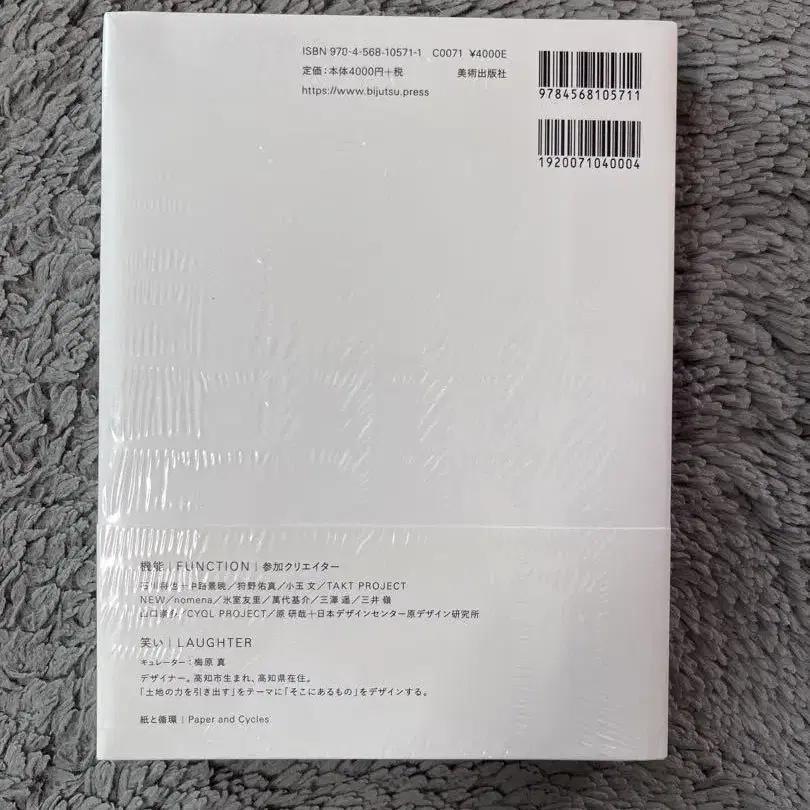 ISBN 978-4-568-10571-1 C0071 ¥4000E
定価：本体4000円＋税 美術出版社
https://www.bijutsu.press
9784568105711
1920071040004
機能｜FUNCTION｜参加クリエイター
狩野佑真／小玉 文／TAKT PROJECT
NEW／nomena／氷室友里／萬代基介／三澤 遥／三井 嶺
CYQL PROJECT／原 研哉＋日本デザインセンター原デザイン研究所
笑い｜LAUGHTER
キュレーター：梅原 真
デザイナー。高知市生まれ、高知県在住。
「土地の力を引き出す」をテーマに「そこにあるもの」をデザインする。
紙と循環｜Paper and Cycles